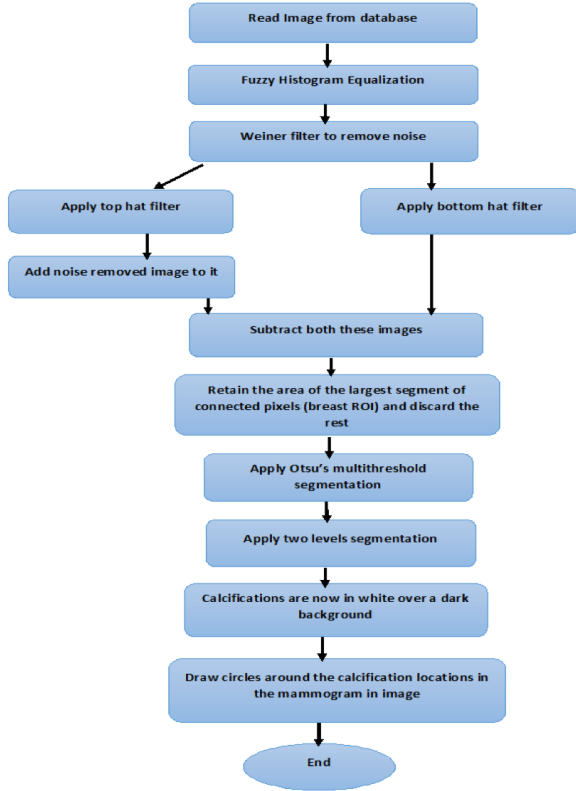 Read Image from database
Fuzzy Histogram Equalization
Weiner filter to remove noise
Apply top hat filter
Apply bottom hat filter
Add noise removed image to it
Subtract both these images
Retain the area of the largest segment of
connected pixels (breast ROI) and discard the
rest
Apply Otsu's multithreshold
segmentation
Apply two levels segmentation
Calcifications are now in white over a dark
background
Draw circles around the calcification locations in
the mammogram in image
End